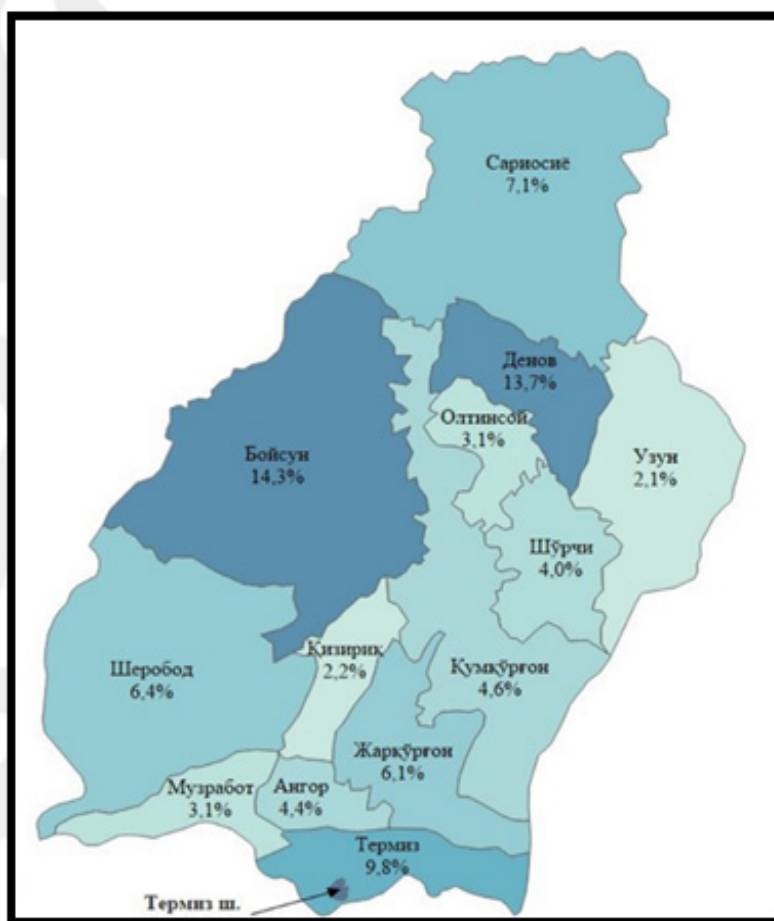 Сариосиё
7,1%
Денов
13,7%
Олтинсой
3,1%
Бойсун
14,3%
Узун
2,1%
Шўрчи
4,0%
Қизириқ
2,2%
Шеробод
6,4%
Қумқўрғон
4,6%
Жарқўрғон
6,1%
Музработ
3,1%
Ангор
4,4%
Термиз
9,8%
Термиз ш.